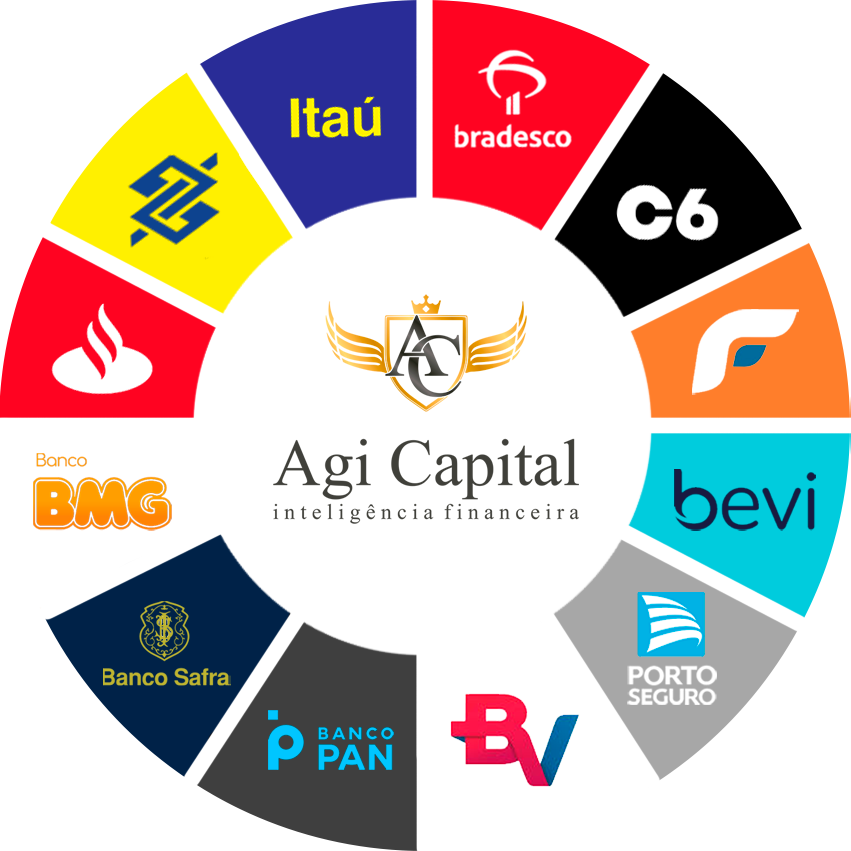 Itaú
bradesco
C6
bevi
PORTO
SEGURO
BV
BANCO
PAN
Banco Safra
Banco
BMG
AC
Agi Capital
inteligência financeira